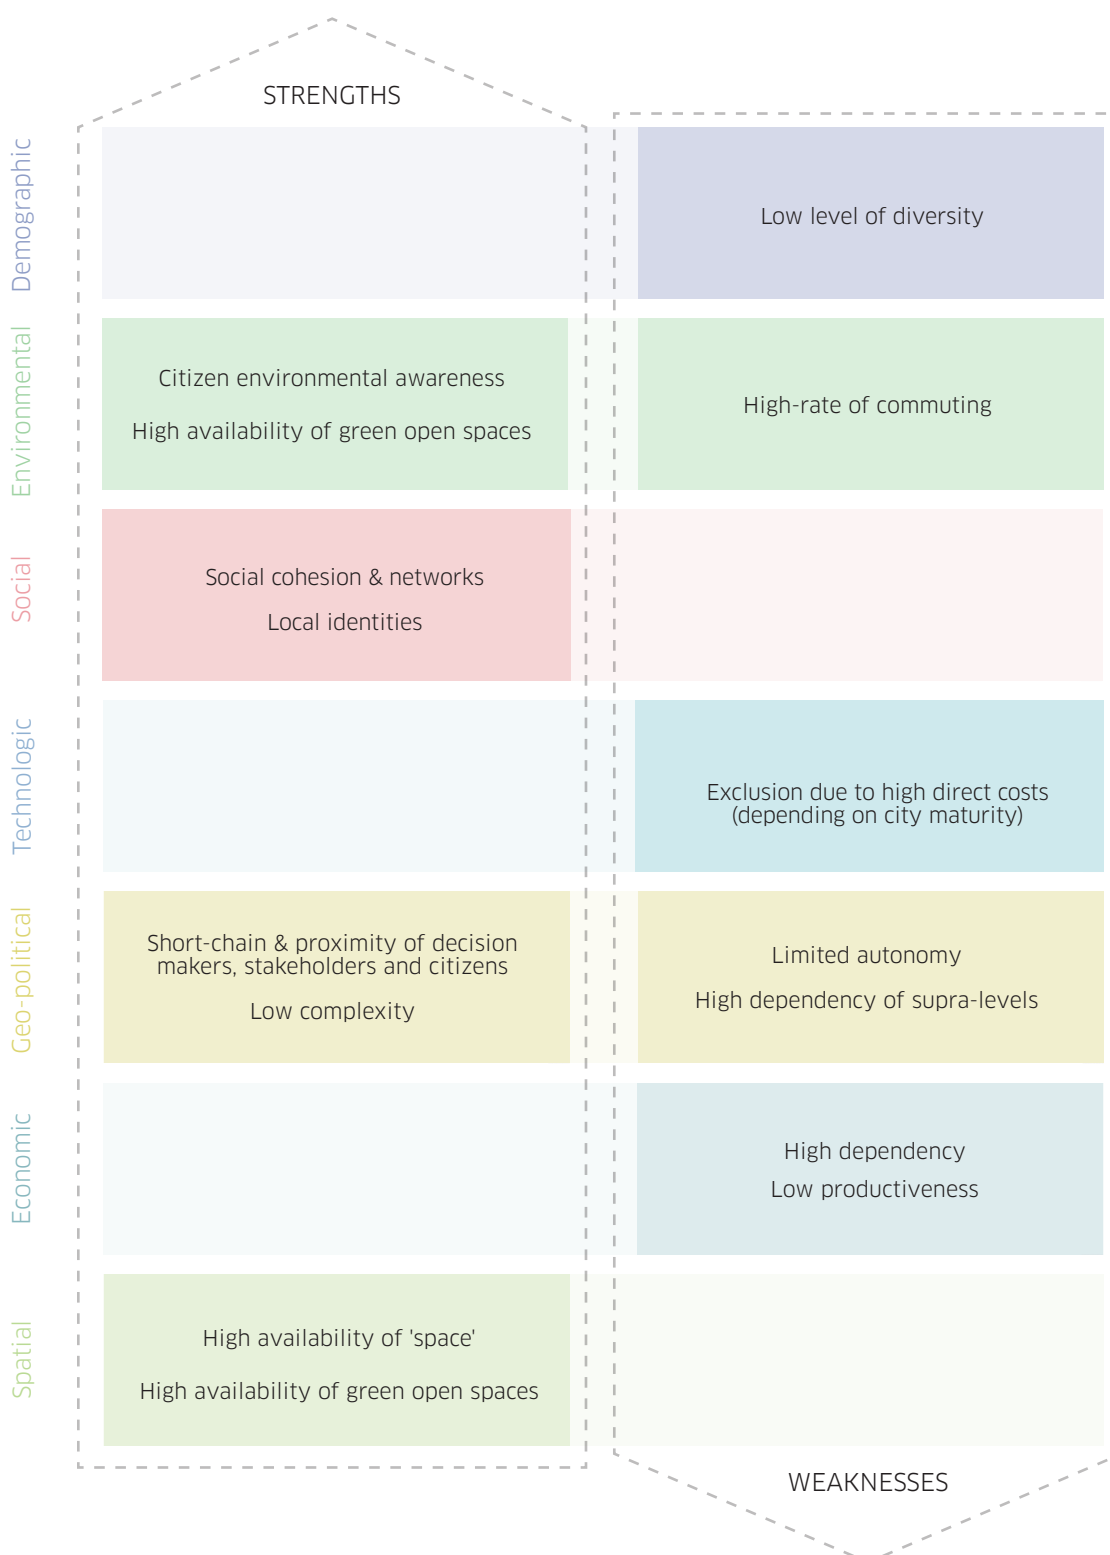 STRENGTHS
Demographic
Low level of diversity
Environmental
Citizen environmental awareness
High availability of green open spaces
High-rate of commuting
Social
Social cohesion & networks
Local identities
Technologic
Exclusion due to high direct costs
(depending on city maturity)
Geo-political
Short-chain & proximity of decision
makers, stakeholders and citizens
Low complexity
Limited autonomy
High dependency of supra-levels
Economic
High dependency
Low productiveness
Spatial
High availability of 'space'
High availability of green open spaces
WEAKNESSES